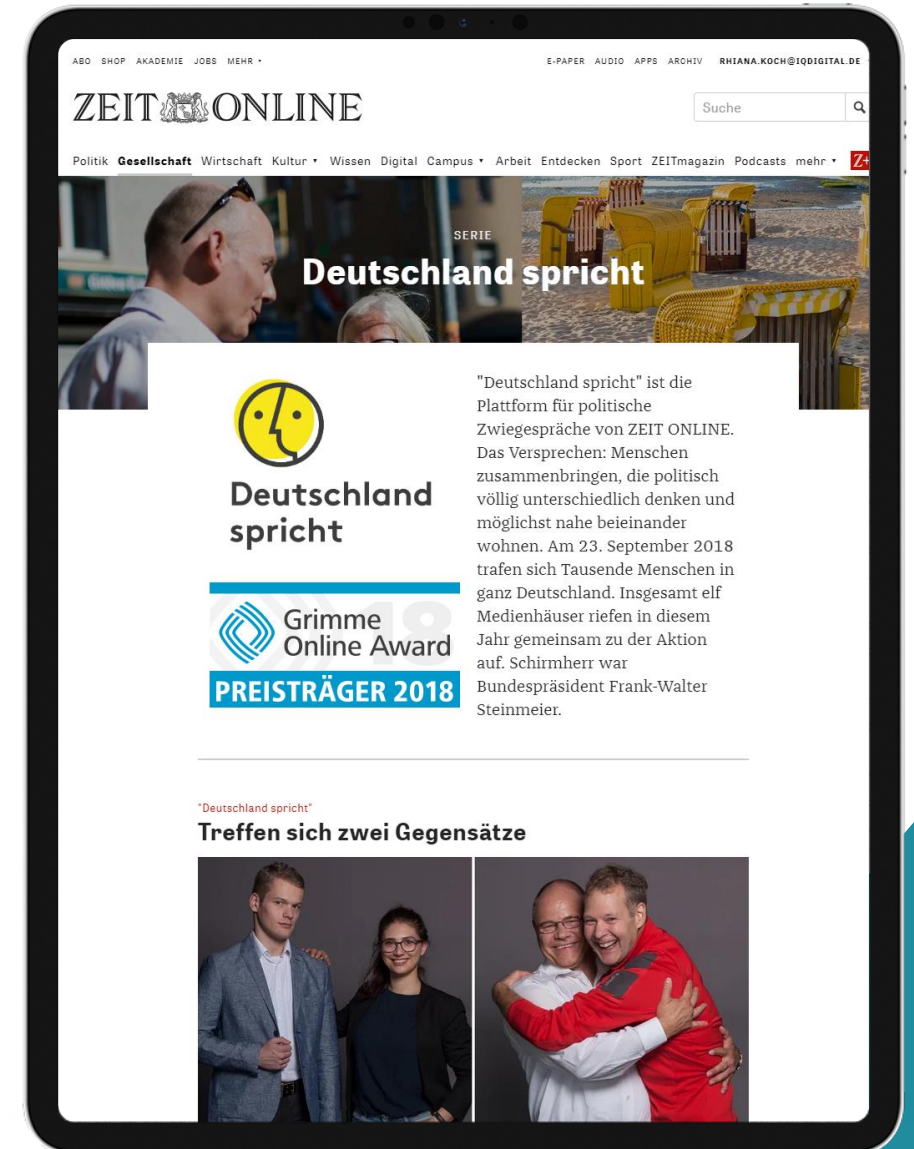 ABO SHOP AKADEMIE JOBS MEHR
E-PAPER AUDIO APPS ARCHIV RHIANA.KOCH@IQDIGITAL.DE
ZEIT ONLINE
Suche
Politik Gesellschaft Wirtschaft Kultur Wissen Digital Campus Arbeit Entdecken Sport ZEITmagazin Podcasts mehr Z+
SERIE
Deutschland spricht
Deutschland
spricht
18
Grimme
Online Award
PREISTRÄGER 2018
"Deutschland spricht" ist die
Plattform für politische
Zwiegespräche von ZEIT ONLINE.
Das Versprechen: Menschen
zusammenbringen, die politisch
völlig unterschiedlich denken und
möglichst nahe beieinander
wohnen. Am 23. September 2018
trafen sich Tausende Menschen in
ganz Deutschland. Insgesamt elf
Medienhäuser riefen in diesem
Jahr gemeinsam zu der Aktion
auf. Schirmherr war
Bundespräsident Frank-Walter
Steinmeier.
"Deutschland spricht"
Treffen sich zwei Gegensätze